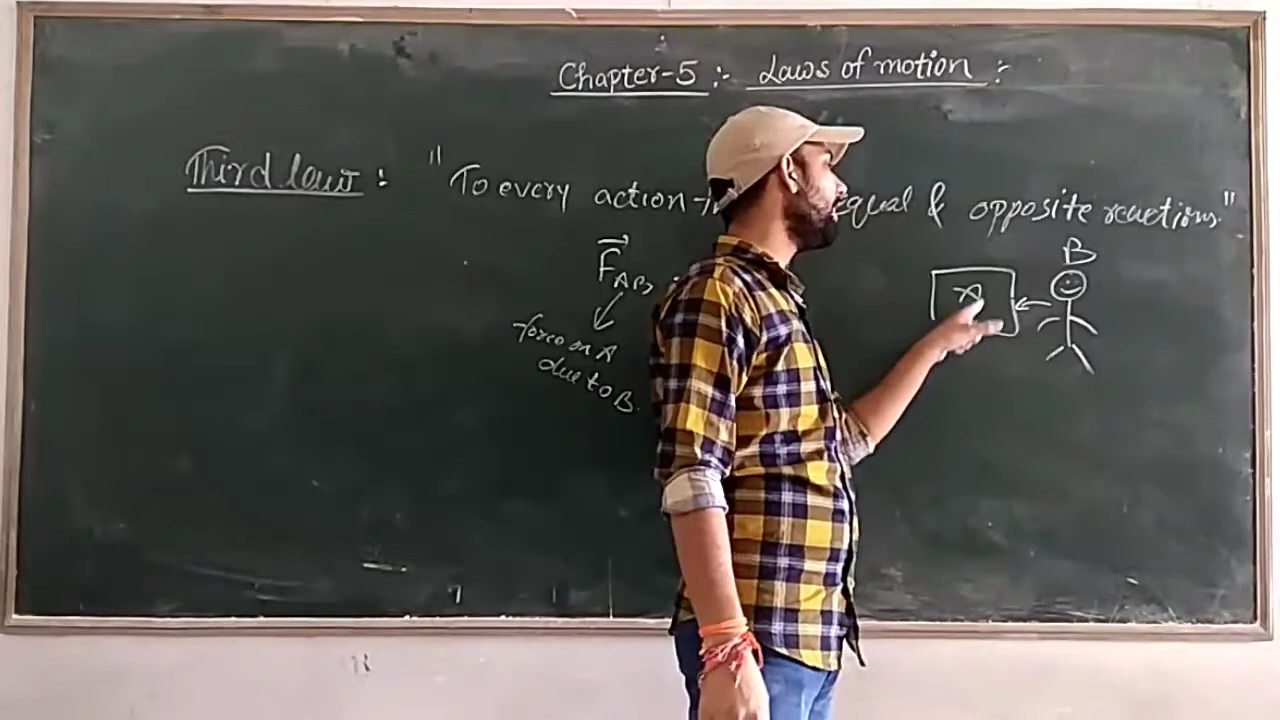 Chapter-5 :- Laws of motion :-
Third law : "To every action equal & opposite reactions."
B
F⃗AB
A
force on A
due to B.